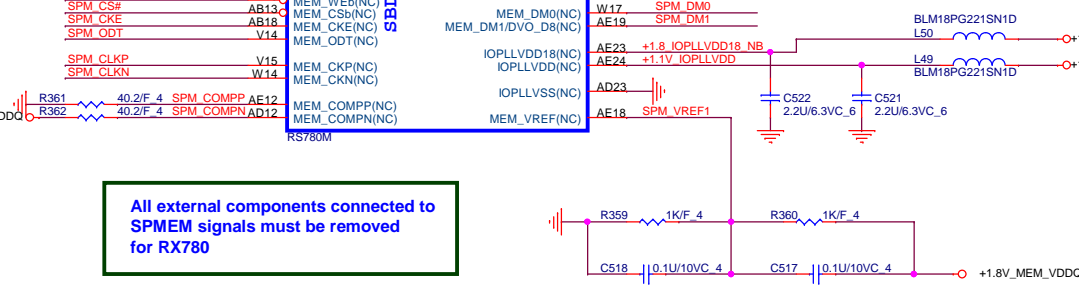 SPM_CS# AB13 MEM_WEb(NC)
MEM_CSb(NC)
SPM_CKE AB18 MEM_CKE(NC)
SPM_ODT V14 MEM_ODT(NC)
SPM_CLKP V15 MEM_CKP(NC)
SPM_CLKN W14 MEM_CKN(NC)
R361 40.2/F_4 SPM_COMPP AE12 MEM_COMPP(NC)
R362 40.2/F_4 SPM_COMPN AD12 MEM_COMPN(NC)
RS780M
MEM_DM0(NC) W17 SPM_DM0
MEM_DM1/DVO_D8(NC) AE19 SPM_DM1
IOPLLVDD18(NC) AE23 +1.8_IOPLLVDD18_NB
IOPLLVDD(NC) AE24 +1.1V_IOPLLVDD
IOPLLVSS(NC) AD23
MEM_VREF(NC) AE18 SPM_VREF1
BLM18PG221SN1D
L50
L49
BLM18PG221SN1D
C522
2.2U/6.3VC_6
C521
2.2U/6.3VC_6
All external components connected to
SPMEM signals must be removed
for RX780
R359 1K/F_4 R360 1K/F_4
C518 0.1U/10VC_4 C517 0.1U/10VC_4
+1.8V_MEM_VDDQ